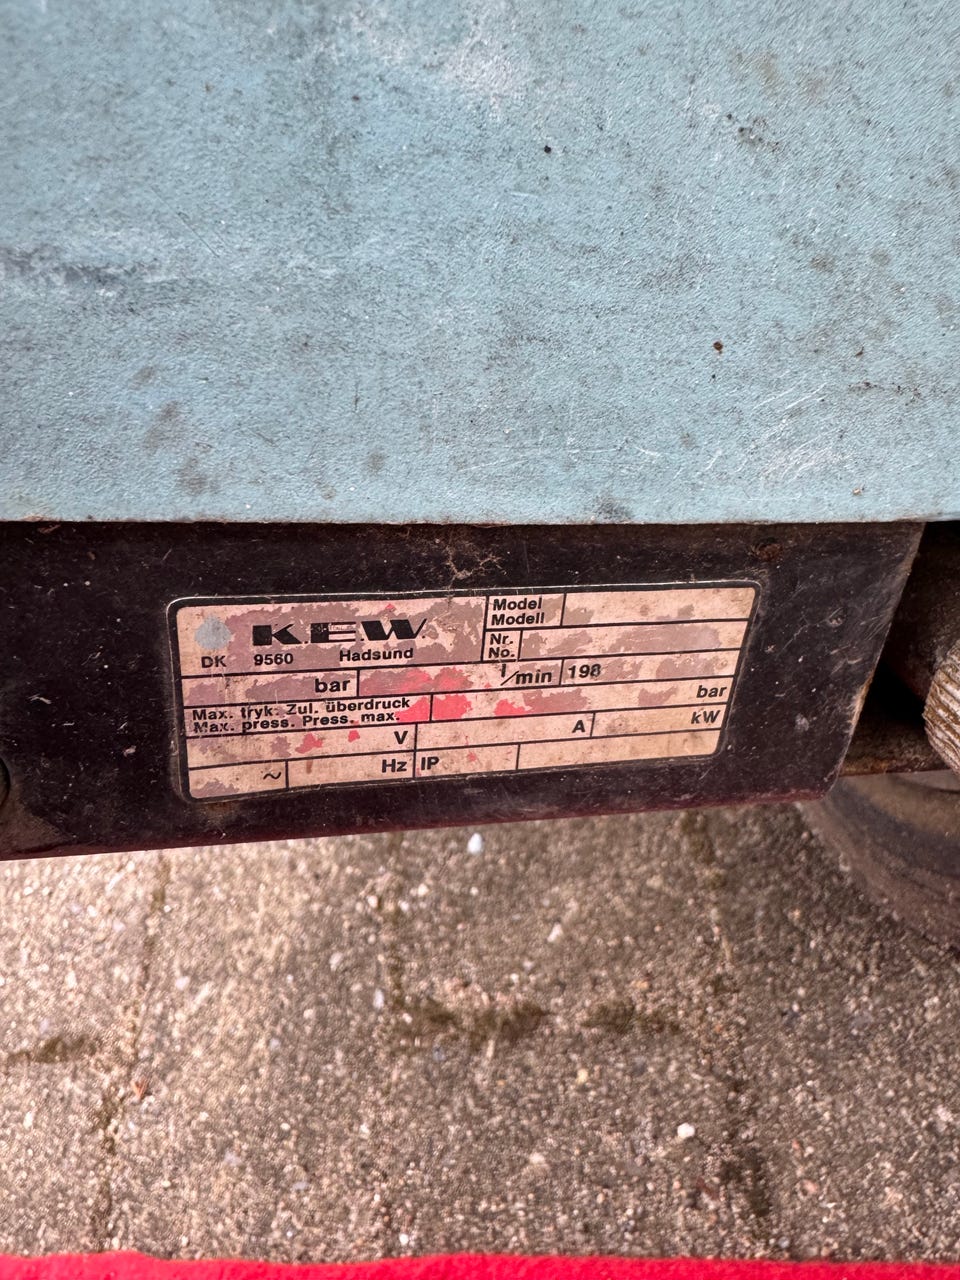 K.E.W.
DK 9560 Hadsund
Model
Modell
Nr.
No.
bar
l/min
198
Max. tryk. Zul. überdruck
Max. press. Press. max.
bar
V
A
kW
~
Hz
IP